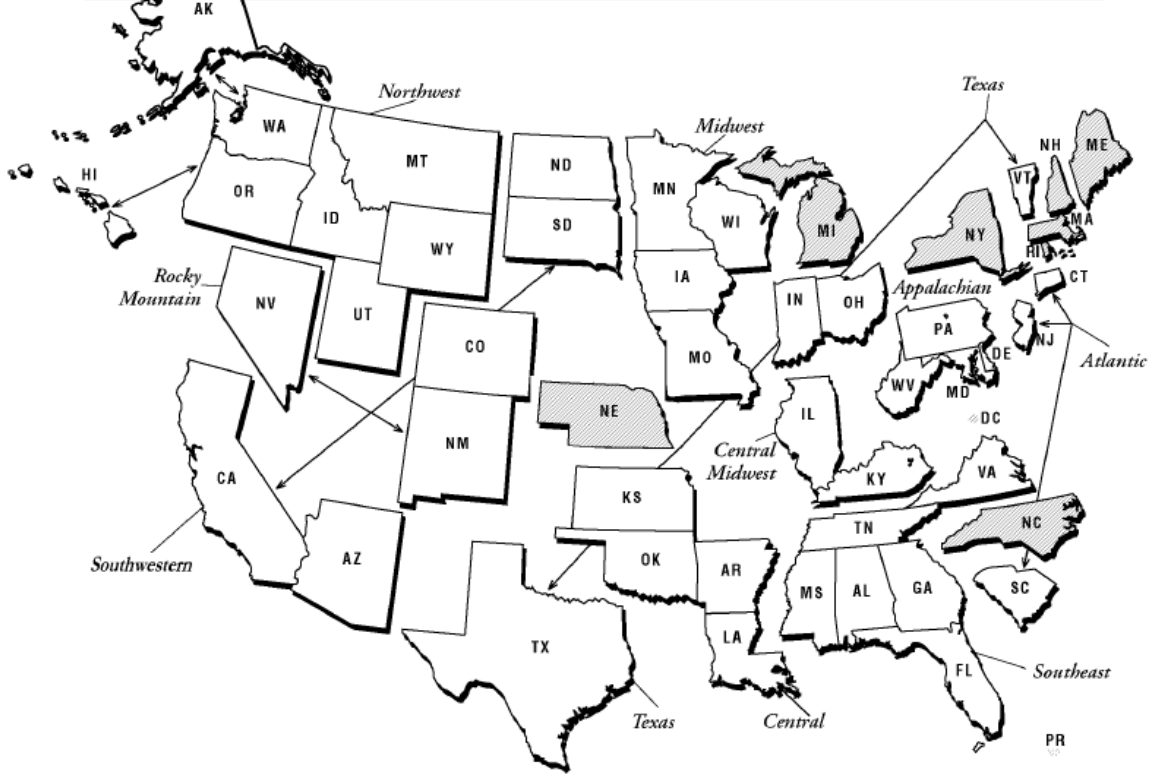 AK
Northwest
Texas
WA
Midwest
MT
ND
NH
ME
HI
OR
ID
MN
VT
SD
WI
MI
NY
MA
WY
RI
Rocky
Mountain
NV
IA
IN
OH
Appalachian
CT
UT
CO
MO
PA
NJ
DE
Atlantic
WV
MD
NE
IL
DC
NM
Central
Midwest
CA
KS
KY
VA
TN
NC
Southwestern
AZ
OK
AR
MS
AL
GA
SC
TX
LA
FL
Southeast
Texas
Central
PR